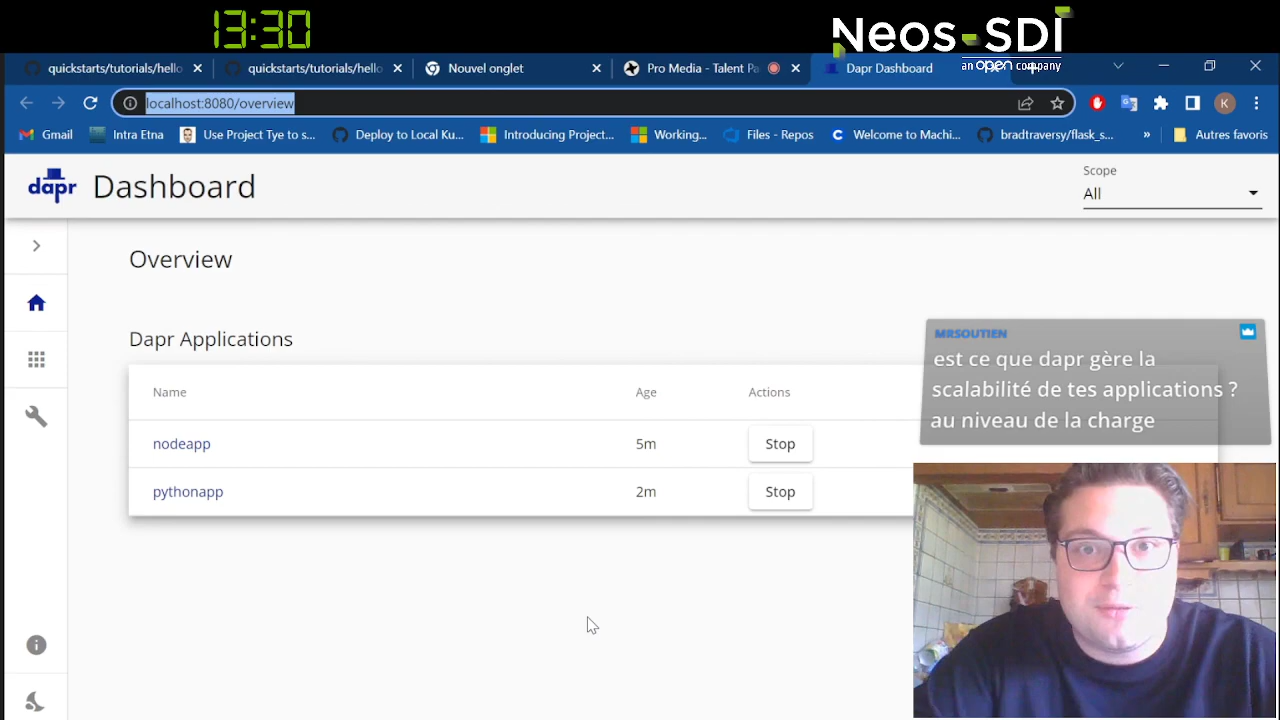 13:30
Neos-SDI
an open company
quickstarts/tutorials/hello
quickstarts/tutorials/hello
Nouvel onglet
Pro Media - Talent Pa
Dapr Dashboard
localhost:8080/overview
K
Gmail
Intra Etna
Use Project Tye to s...
Deploy to Local Ku...
Introducing Project...
Working...
Files - Repos
Welcome to Machi...
bradtraversy/flask_s...
»
Autres favoris
dapr
Dashboard
Scope
All
Overview
Dapr Applications
Name
Age
Actions
nodeapp
5m
Stop
pythonapp
2m
Stop
MRSOUTIEN
est ce que dapr gère la
scalabilité de tes applications ?
au niveau de la charge